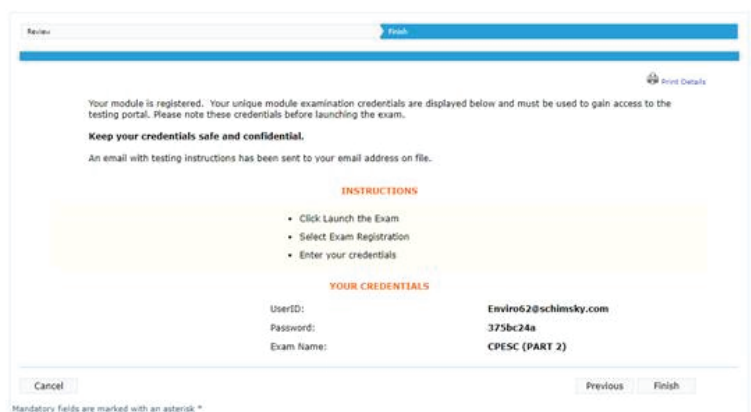 Review
Finish
Print Details
Your module is registered. Your unique module examination credentials are displayed below and must be used to gain access to the
testing portal. Please note these credentials before launching the exam.
Keep your credentials safe and confidential.
An email with testing instructions has been sent to your email address on file.
INSTRUCTIONS
• Click Launch the Exam
• Select Exam Registration
• Enter your credentials
YOUR CREDENTIALS
UserID: Enviro62@schimsky.com
Password: 375bc24a
Exam Name: CPESC (PART 2)
Cancel Previous Finish
Mandatory fields are marked with an asterisk *